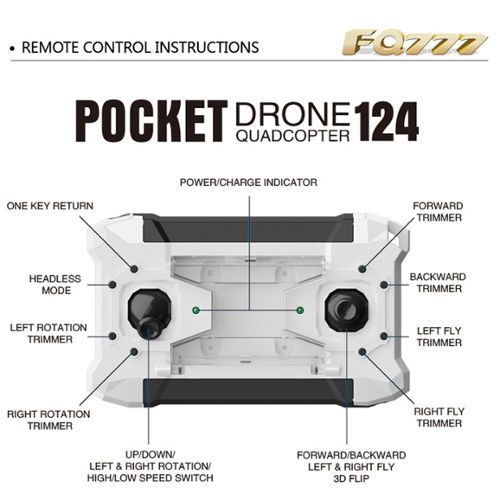 • REMOTE CONTROL INSTRUCTIONS
FQ777
POCKET DRONE QUADCOPTER 124
POWER/CHARGE INDICATOR
ONE KEY RETURN
HEADLESS
MODE
LEFT ROTATION
TRIMMER
RIGHT ROTATION
TRIMMER
FORWARD
TRIMMER
BACKWARD
TRIMMER
LEFT FLY
TRIMMER
RIGHT FLY
TRIMMER
UP/DOWN/
LEFT & RIGHT ROTATION/
HIGH/LOW SPEED SWITCH
FORWARD/BACKWARD
LEFT & RIGHT FLY
3D FLIP